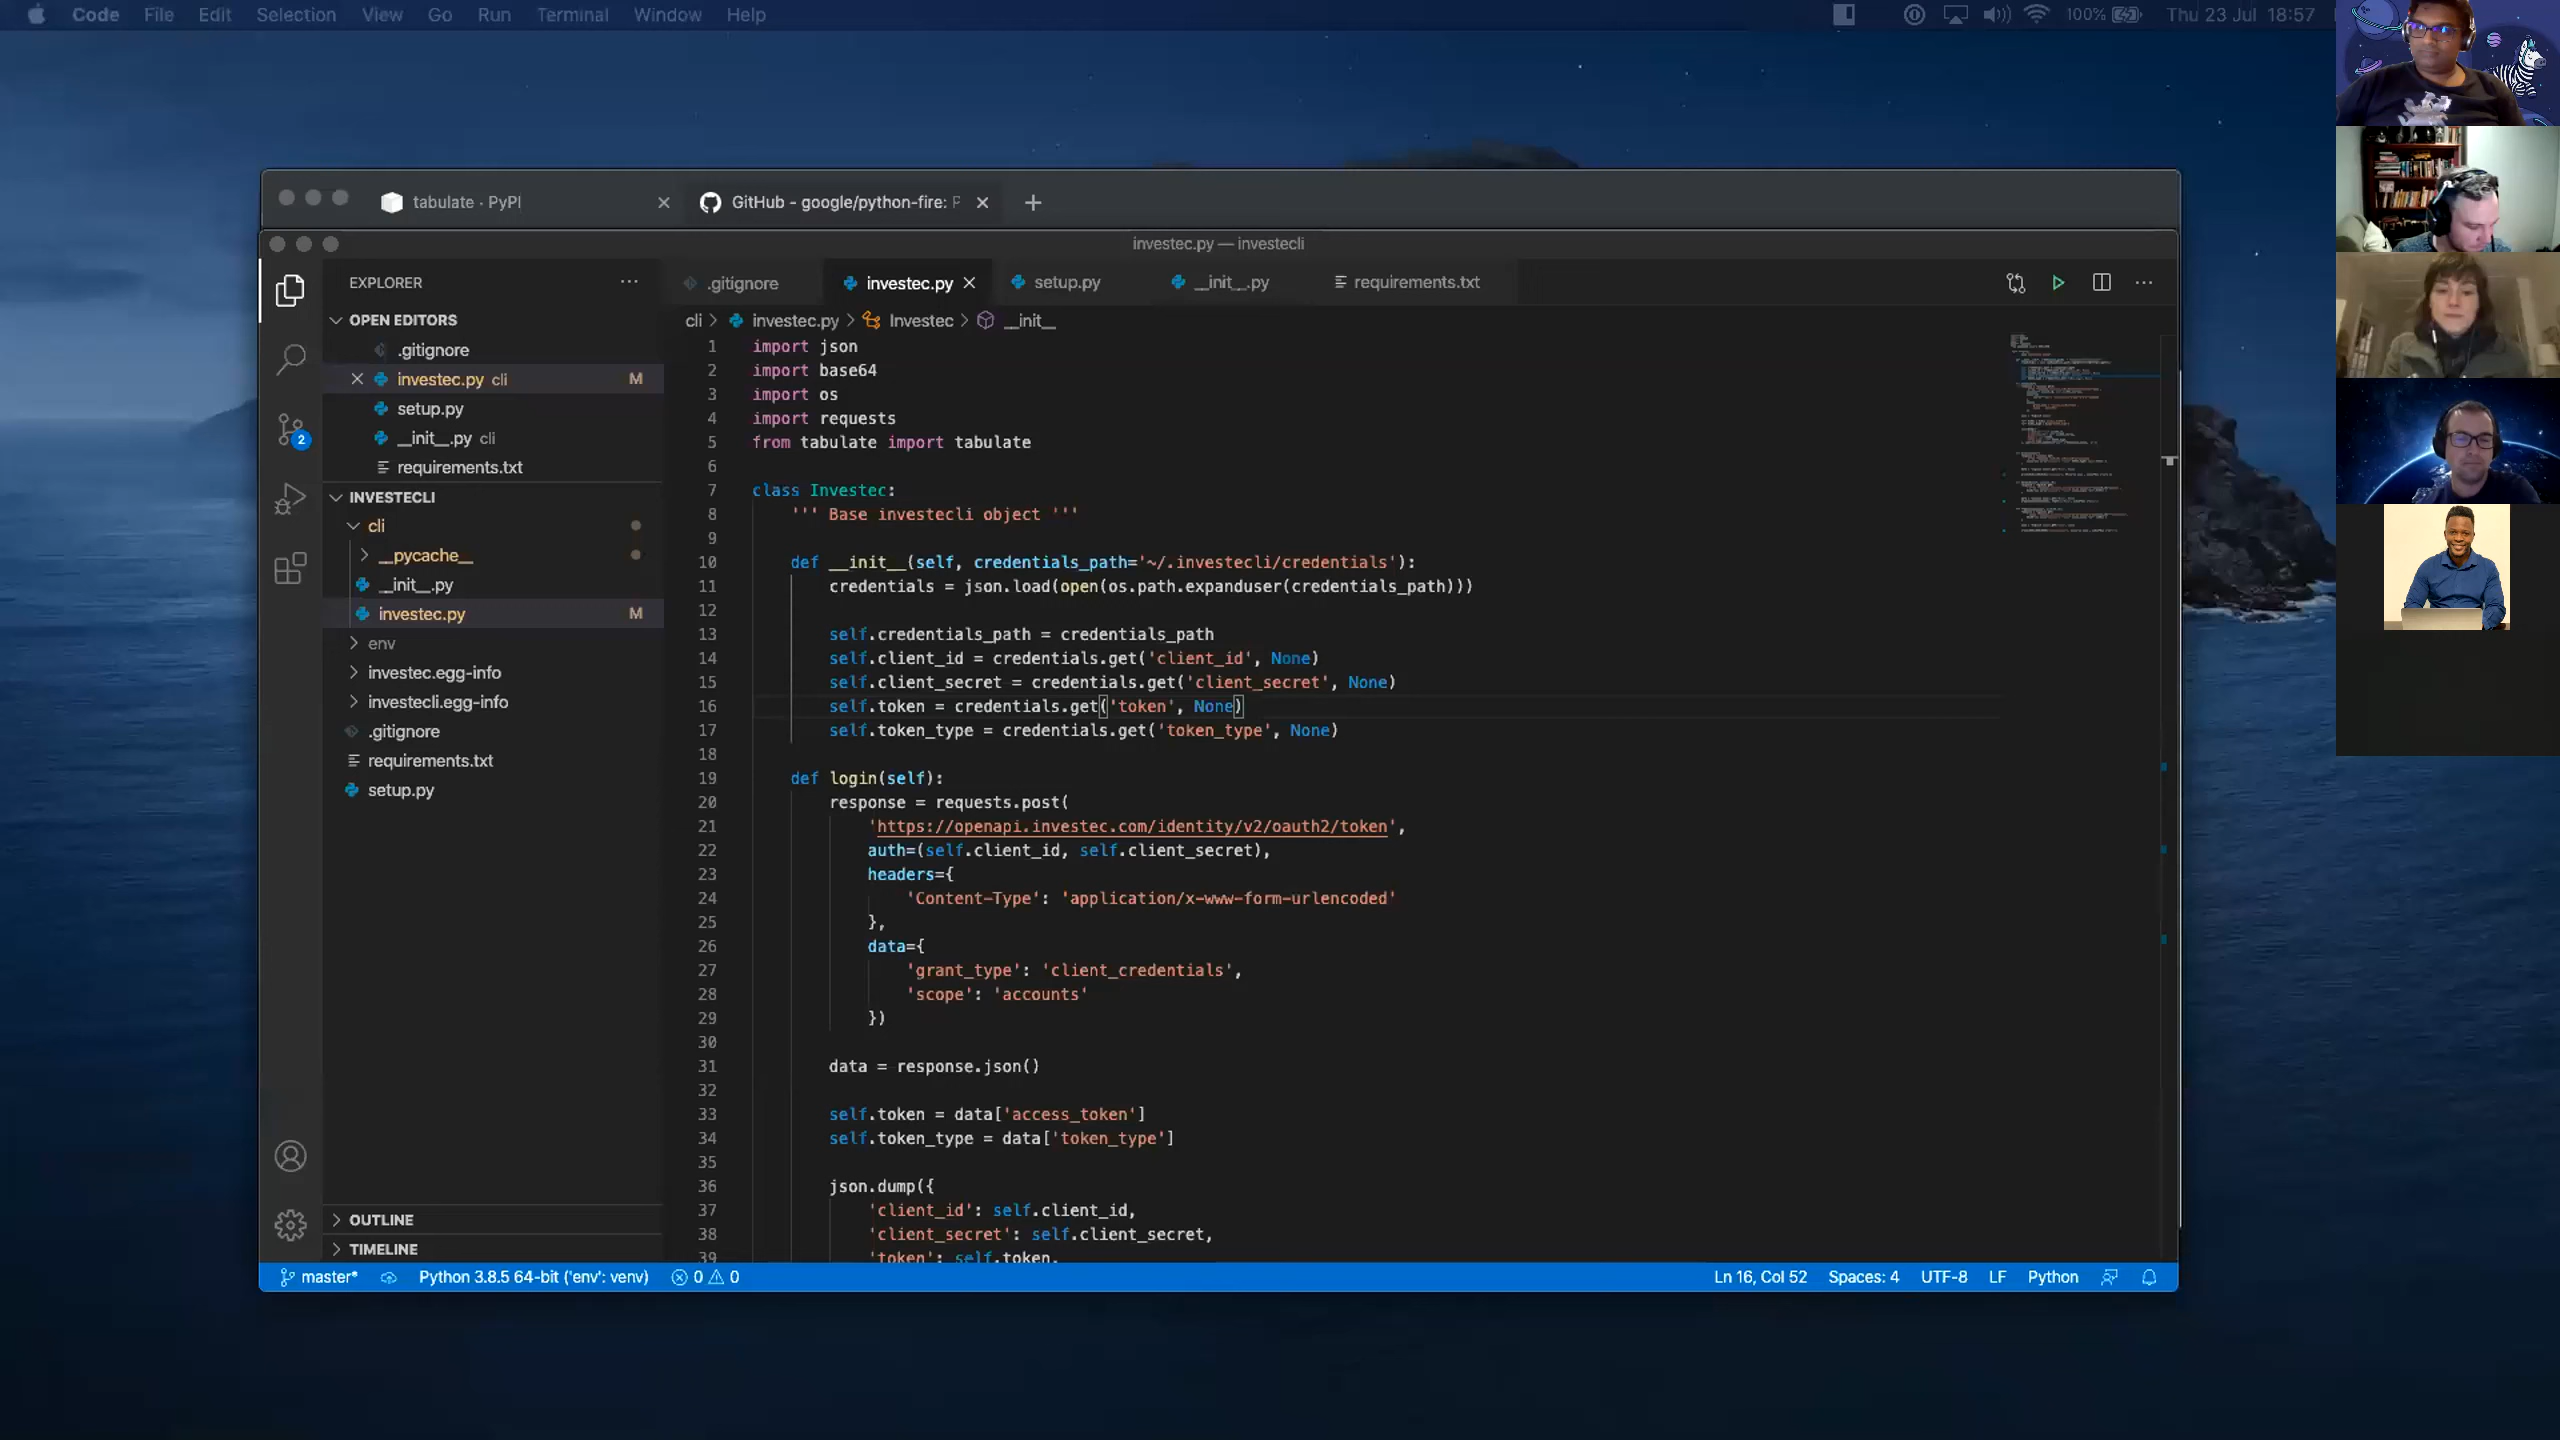 Code File Edit Selection View Go Run Terminal Window Help 100% Thu 23 Jul 18:57
tabulate · PyPI
GitHub - google/python-fire: P
investec.py — investecli
EXPLORER
OPEN EDITORS
.gitignore
investec.py cli M
setup.py
__init__.py cli
requirements.txt
2
INVESTECLI
cli
__pycache__
__init__.py
investec.py M
env
investec.egg-info
investecli.egg-info
.gitignore
requirements.txt
setup.py
OUTLINE
TIMELINE
.gitignore investec.py setup.py __init__.py requirements.txt
cli > investec.py > Investec > __init__
1 import json
2 import base64
3 import os
4 import requests
5 from tabulate import tabulate
6
7 class Investec:
8 ''' Base investecli object '''
9
10 def __init__(self, credentials_path='~/.investecli/credentials'):
11 credentials = json.load(open(os.path.expanduser(credentials_path)))
12
13 self.credentials_path = credentials_path
14 self.client_id = credentials.get('client_id', None)
15 self.client_secret = credentials.get('client_secret', None)
16 self.token = credentials.get('token', None)
17 self.token_type = credentials.get('token_type', None)
18
19 def login(self):
20 response = requests.post(
21 'https://openapi.investec.com/identity/v2/oauth2/token',
22 auth=(self.client_id, self.client_secret),
23 headers={
24 'Content-Type': 'application/x-www-form-urlencoded'
25 },
26 data={
27 'grant_type': 'client_credentials',
28 'scope': 'accounts'
29 })
30
31 data = response.json()
32
33 self.token = data['access_token']
34 self.token_type = data['token_type']
35
36 json.dump({
37 'client_id': self.client_id,
38 'client_secret': self.client_secret,
39 'token': self.token,
master* Python 3.8.5 64-bit ('env': venv) 0 0 Ln 16, Col 52 Spaces: 4 UTF-8 LF Python